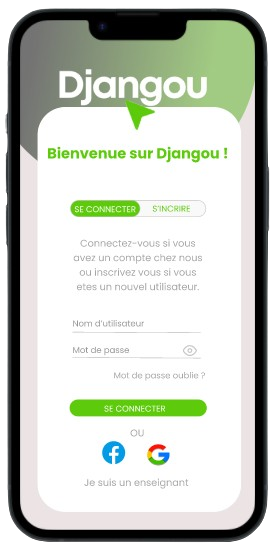 Djangou
Bienvenue sur Djangou !
SE CONNECTER S'INCRIRE
Connectez-vous si vous
avez un compte chez nous
ou inscrivez vous si vous
etes un nouvel utilisateur.
Nom d'utilisateur
Mot de passe
Mot de passe oublie ?
SE CONNECTER
OU
Je suis un enseignant